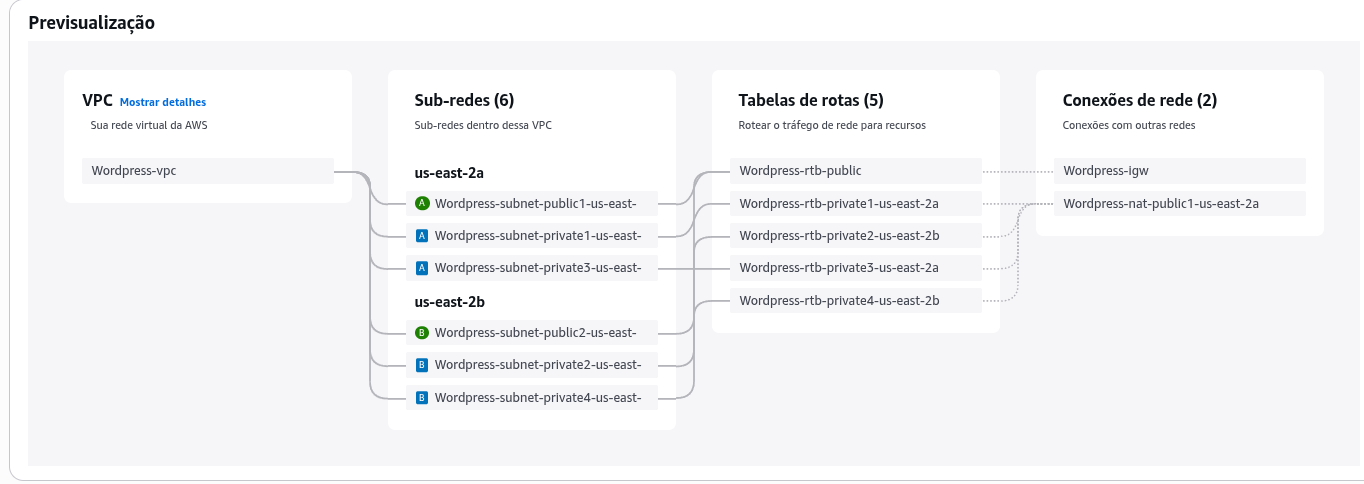 Previsualização
VPC Mostrar detalhes
Sua rede virtual da AWS
Wordpress-vpc
Sub-redes (6)
Sub-redes dentro dessa VPC
us-east-2a
A Wordpress-subnet-public1-us-east-
A Wordpress-subnet-private1-us-east-
A Wordpress-subnet-private3-us-east-
us-east-2b
B Wordpress-subnet-public2-us-east-
B Wordpress-subnet-private2-us-east-
B Wordpress-subnet-private4-us-east-
Tabelas de rotas (5)
Rotear o tráfego de rede para recursos
Wordpress-rtb-public
Wordpress-rtb-private1-us-east-2a
Wordpress-rtb-private2-us-east-2b
Wordpress-rtb-private3-us-east-2a
Wordpress-rtb-private4-us-east-2b
Conexões de rede (2)
Conexões com outras redes
Wordpress-igw
Wordpress-nat-public1-us-east-2a